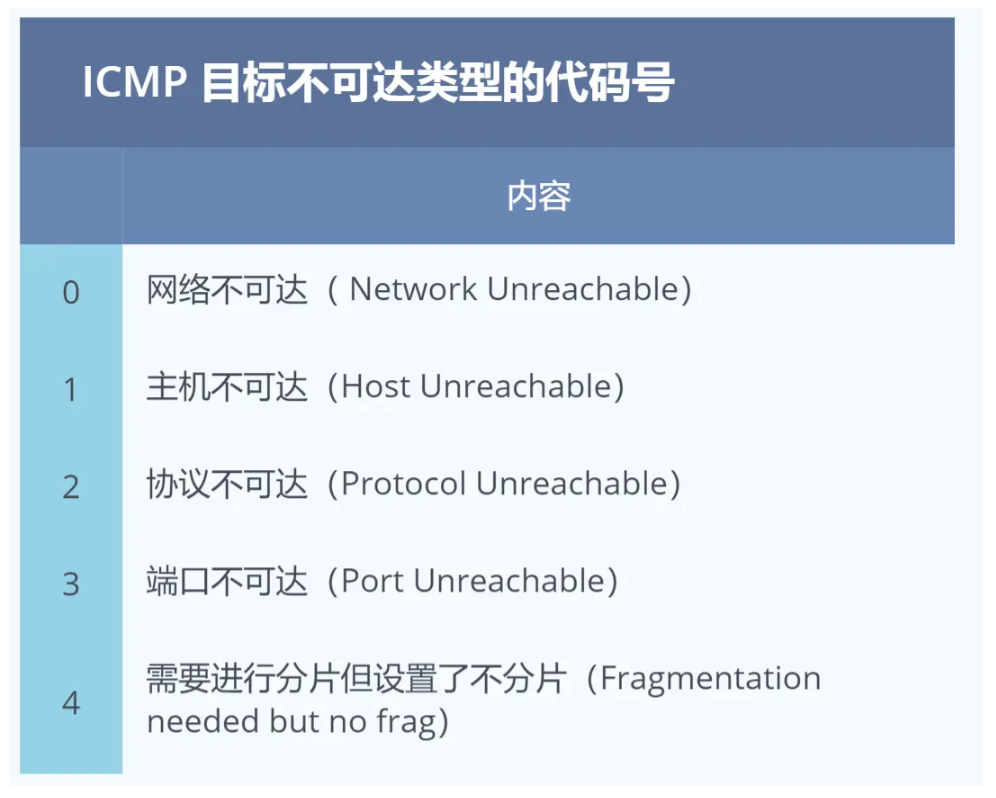 ICMP 目标不可达类型的代码号
内容
0 网络不可达（ Network Unreachable）
1 主机不可达（Host Unreachable）
2 协议不可达（Protocol Unreachable）
3 端口不可达（Port Unreachable）
4 需要进行分片但设置了不分片（Fragmentation
needed but no frag）